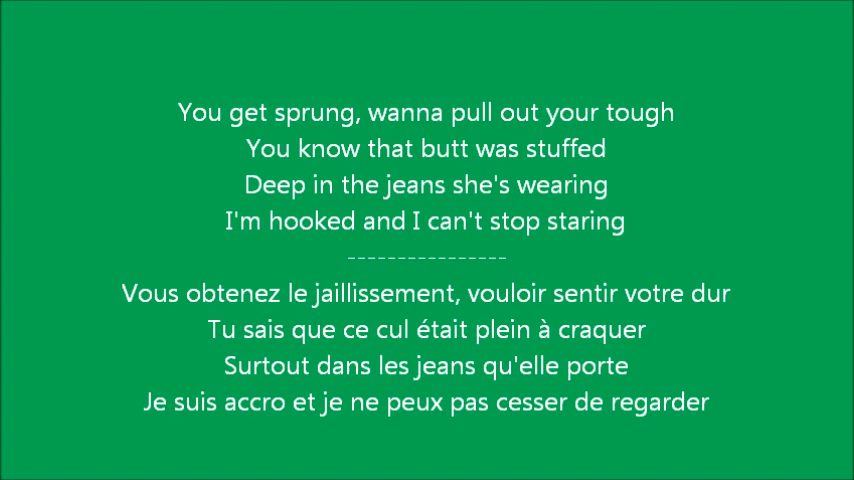 You get sprung, wanna pull out your tough
You know that butt was stuffed
Deep in the jeans she's wearing
I'm hooked and I can't stop staring
----------------
Vous obtenez le jaillissement, vouloir sentir votre dur
Tu sais que ce cul était plein à craquer
Surtout dans les jeans qu'elle porte
Je suis accro et je ne peux pas cesser de regarder